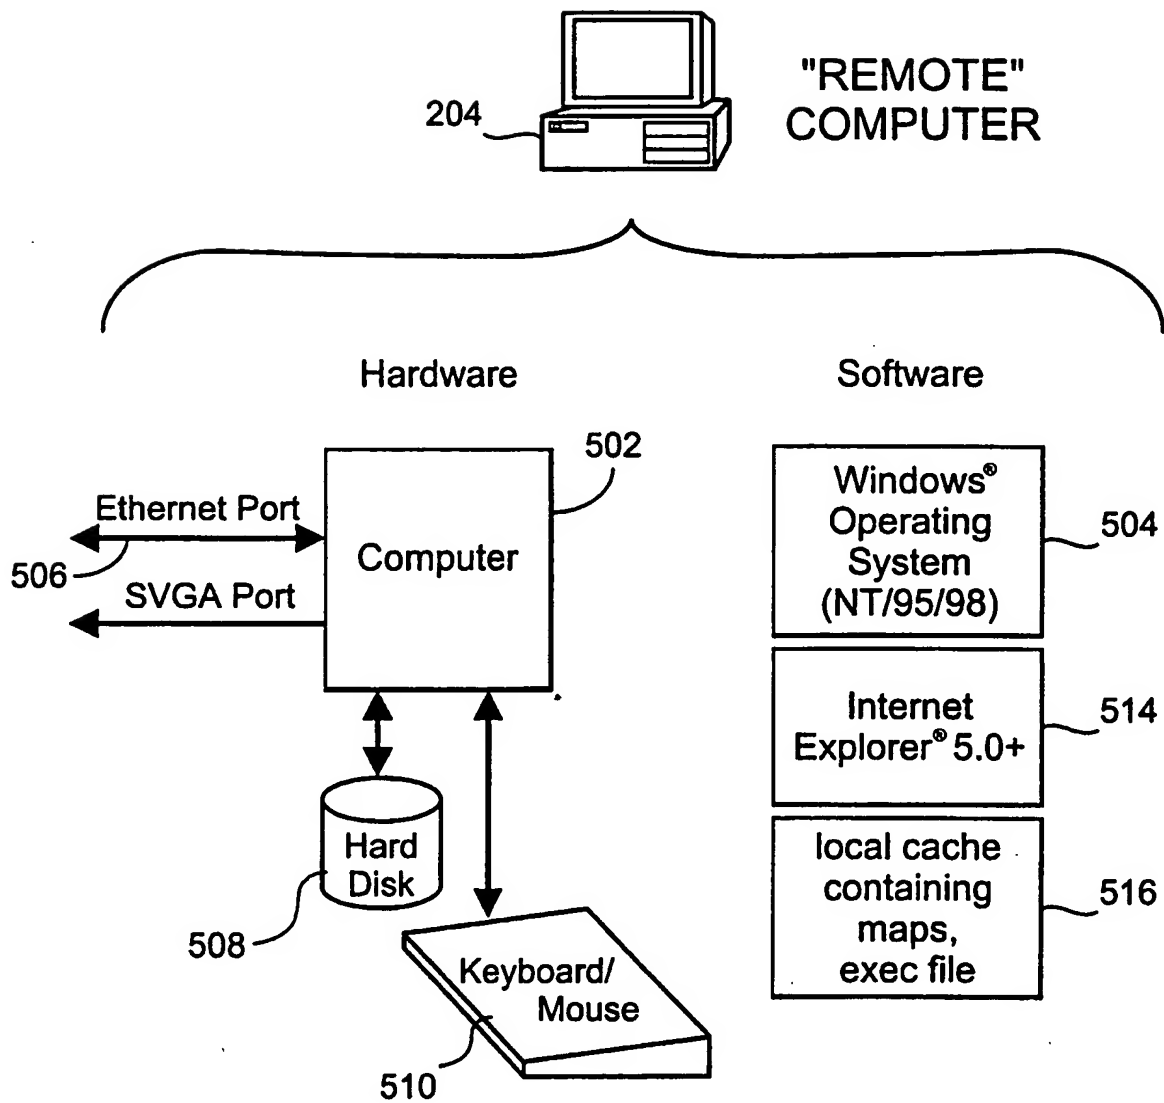 "REMOTE"
COMPUTER
204
Hardware
Software
502
Ethernet Port
506
SVGA Port
Computer
Windows®
Operating
System
(NT/95/98)
504
Internet
Explorer® 5.0+
514
Hard
Disk
508
local cache
containing
maps,
exec file
516
Keyboard/
Mouse
510